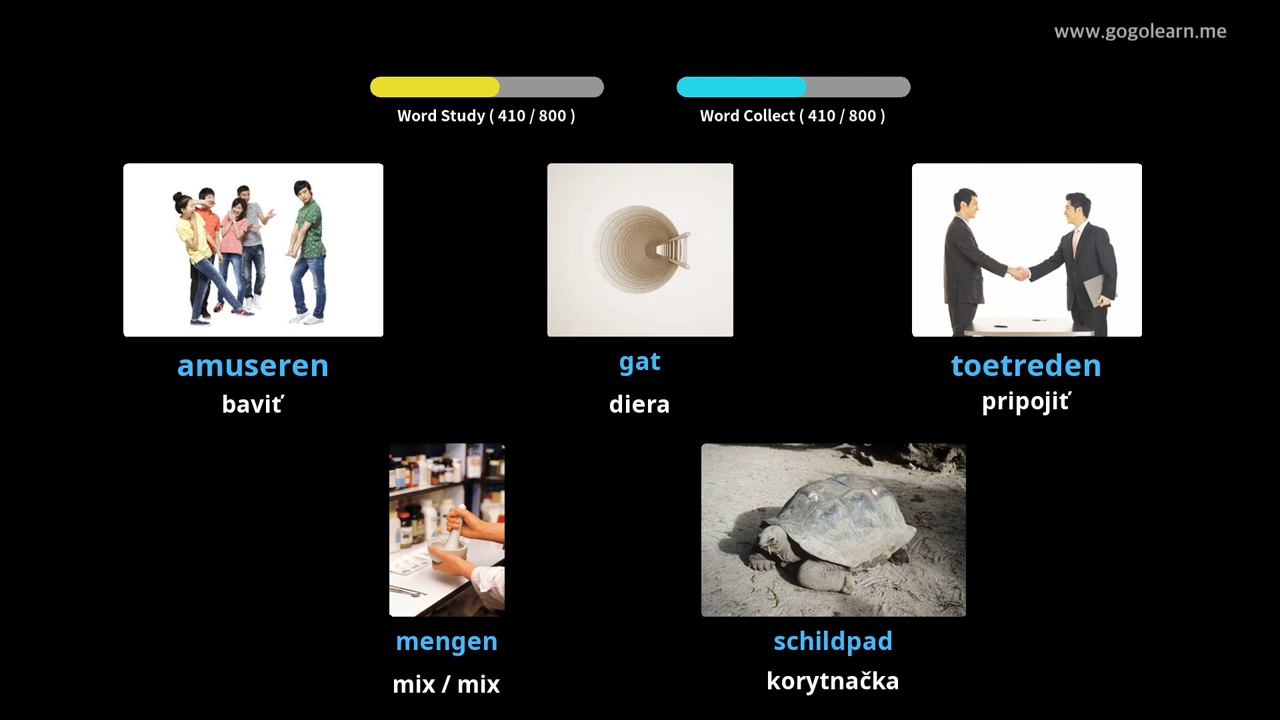 www.gogolearn.me
Word Study ( 410 / 800 )
Word Collect ( 410 / 800 )
amuseren
baviť
gat
diera
toetreden
pripojiť
mengen
mix / mix
schildpad
korytnačka